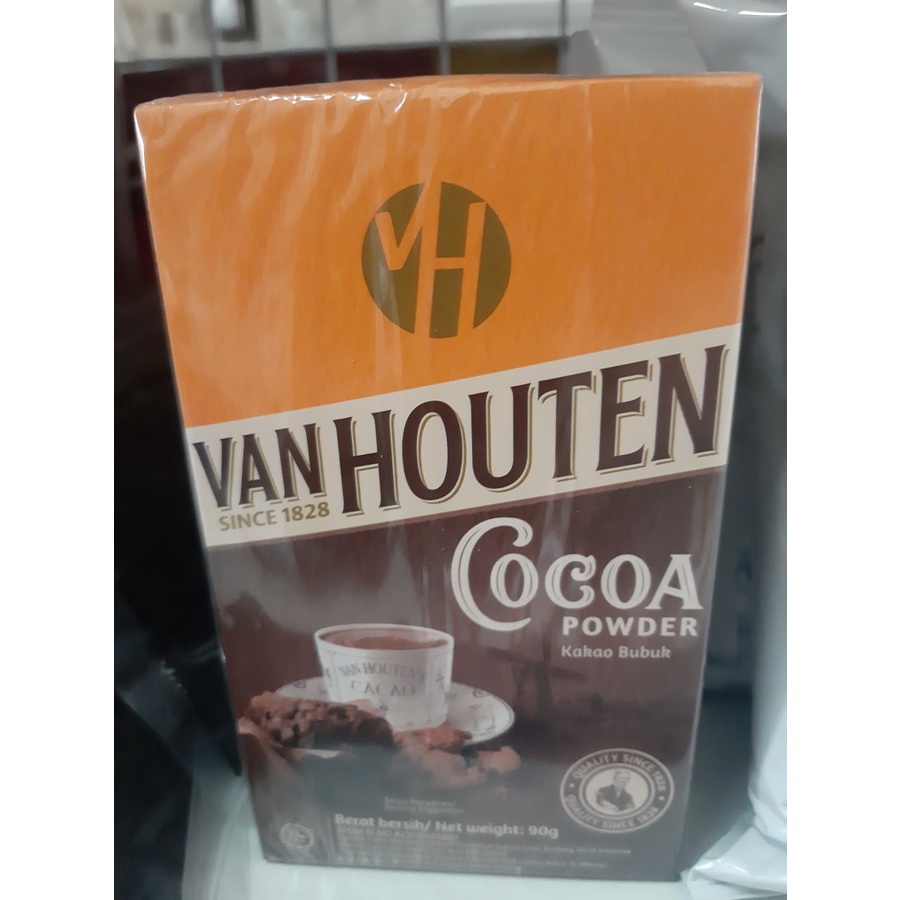 VH
VAN HOUTEN
SINCE 1828
COCOA
POWDER
Kakao Bubuk
VAN HOUTEN'S
CACAO
QUALITY SINCE 1828
QUALITY SINCE 1828
Berat bersih/ Net weight: 90g